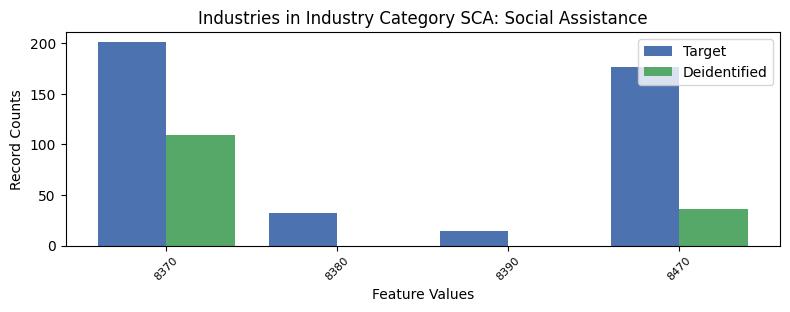 Industries in Industry Category SCA: Social Assistance
Target
Deidentified
Record Counts
200
150
100
50
0
8370 8380 8390 8470
Feature Values